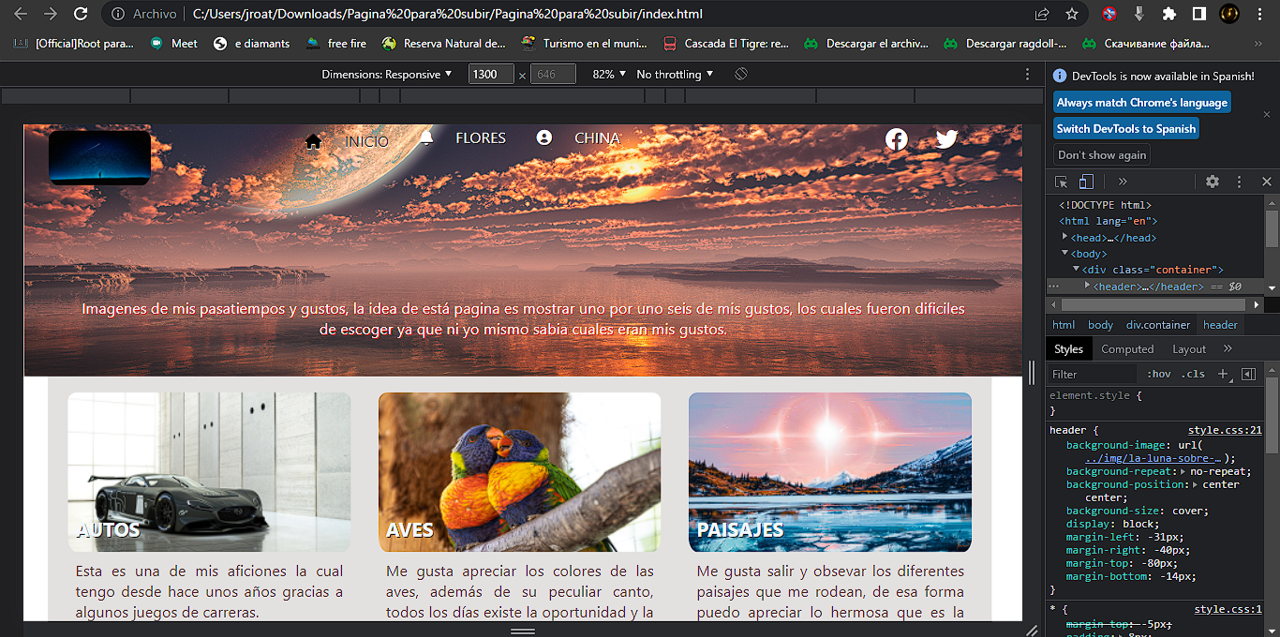 Archivo C:/Users/jroat/Downloads/Pagina%20para%20subir/Pagina%20para%20subir/index.html
[Official]Root para... Meet e diamants free fire Reserva Natural de... Turismo en el muni... Cascada El Tigre: re... Descargar el archiv... Descargar ragdoll-... Скачивание файла... »
Dimensions: Responsive ▼ 1300 × 646 82% ▼ No throttling ▼
INICIO FLORES CHINA
Imagenes de mis pasatiempos y gustos, la idea de está pagina es mostrar uno por uno seis de mis gustos, los cuales fueron dificiles
de escoger ya que ni yo mismo sabia cuales eran mis gustos.
AUTOS AVES PAISAJES
Esta es una de mis aficiones la cual
tengo desde hace unos años gracias a
algunos juegos de carreras.
Me gusta apreciar los colores de las
aves, además de su peculiar canto,
todos los días existe la oportunidad y la
Me gusta salir y obsevar los diferentes
paisajes que me rodean, de esa forma
puedo apreciar lo hermosa que es la
DevTools is now available in Spanish!
Always match Chrome's language
Switch DevTools to Spanish
Don't show again
<!DOCTYPE html>
<html lang="en">
<head>…</head>
<body>
<div class="container">
<header>…</header> == $0
html body div.container header
Styles Computed Layout »
Filter :hov .cls +
element.style {
}
header { style.css:21
background-image: url(
../img/la-luna-sobre-… );
background-repeat: no-repeat;
background-position: center
center;
background-size: cover;
display: block;
margin-left: -31px;
margin-right: -40px;
margin-top: -80px;
margin-bottom: -14px;
}
* { style.css:1
margin-top: -5px;
padding: 8px;